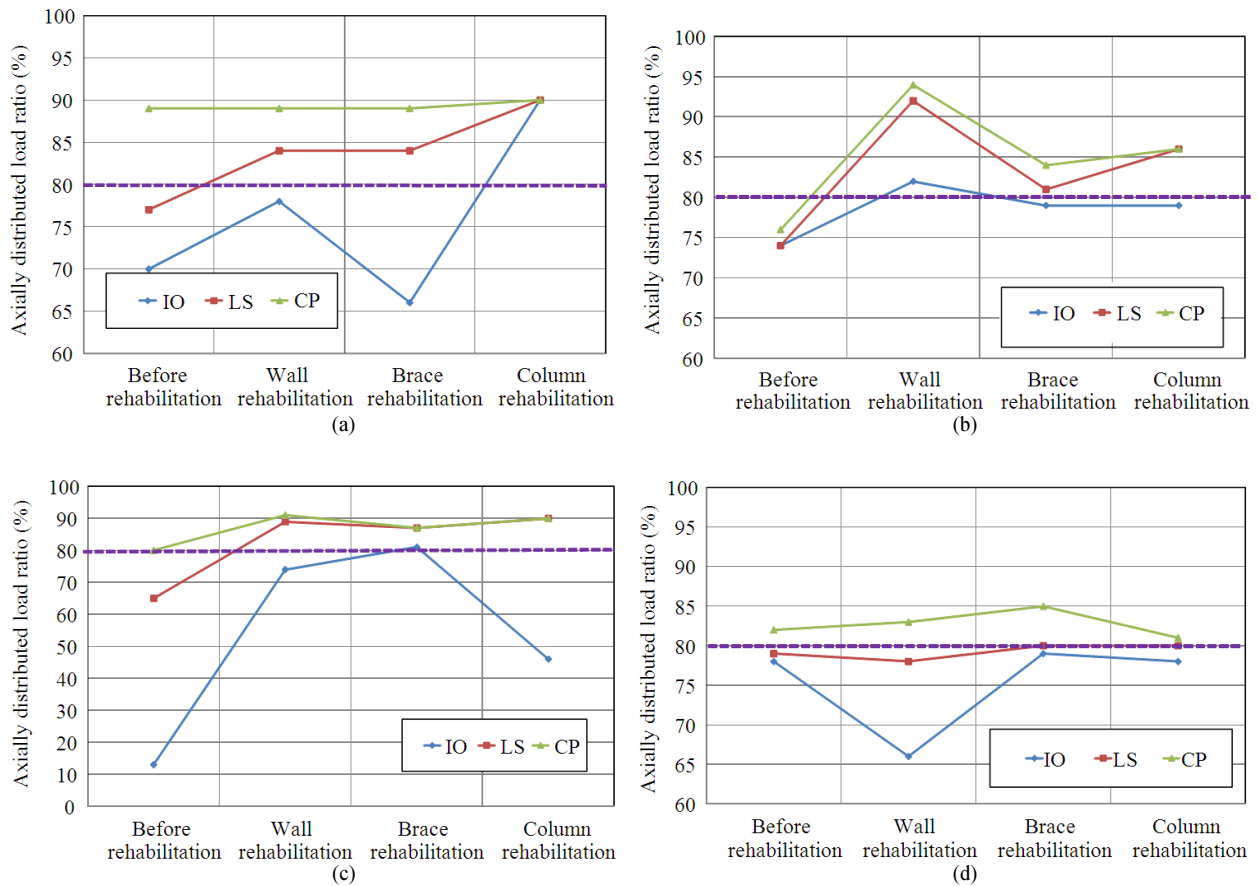 Axially distributed load ratio (%)
100
95
90
85
80
75
70
65
60
IO LS CP
Before rehabilitation
Wall rehabilitation
Brace rehabilitation
Column rehabilitation
(a)
Axially distributed load ratio (%)
100
95
90
85
80
75
70
65
60
IO LS CP
Before rehabilitation
Wall rehabilitation
Brace rehabilitation
Column rehabilitation
(b)
Axially distributed load ratio (%)
100
90
80
70
60
50
40
30
20
10
0
IO LS CP
Before rehabilitation
Wall rehabilitation
Brace rehabilitation
Column rehabilitation
(c)
Axially distributed load ratio (%)
100
95
90
85
80
75
70
65
60
IO LS CP
Before rehabilitation
Wall rehabilitation
Brace rehabilitation
Column rehabilitation
(d)